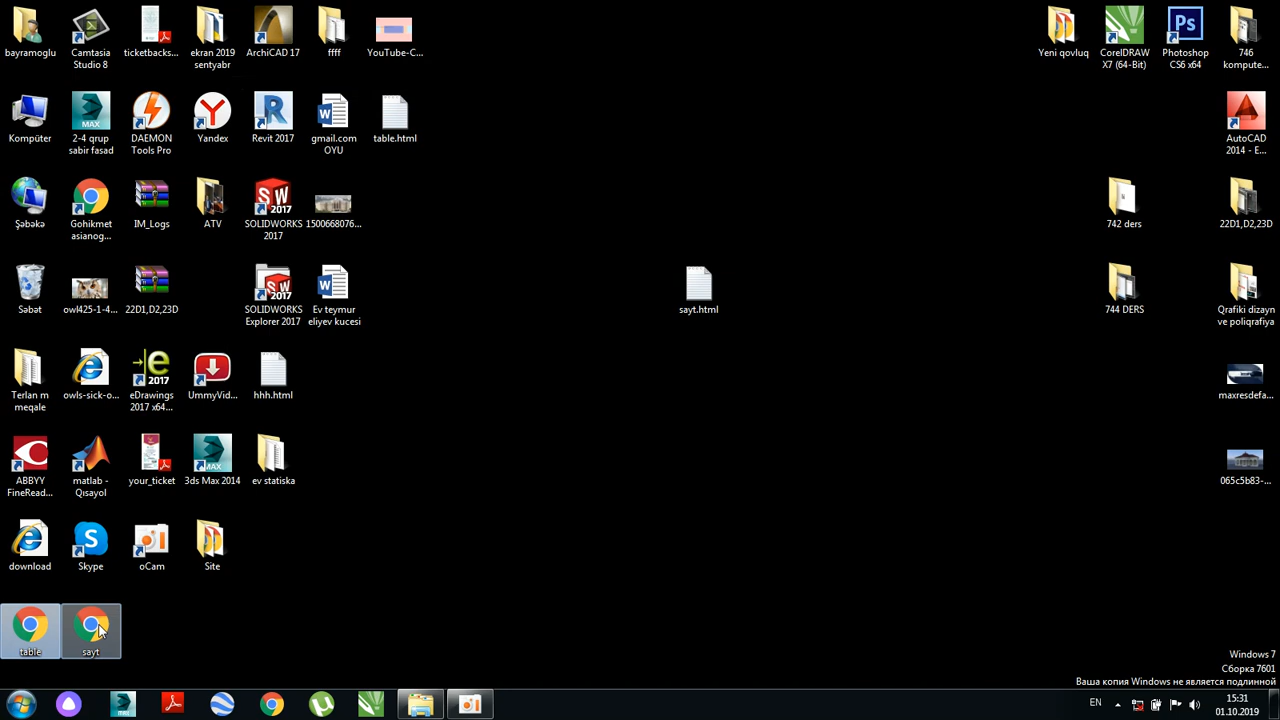 bayramoglu
Camtasia Studio 8
ticketbacks...
ekran 2019 sentyabr
ArchiCAD 17
ffff
YouTube-C...
Yeni qovluq
CorelDRAW X7 (64-Bit)
Photoshop CS6 x64
746 kompute...
Kompüter
2-4 qrup sabir fasad
DAEMON Tools Pro
Yandex
Revit 2017
gmail.com OYU
table.html
AutoCAD 2014 - E...
Şəbəkə
Gohikmet asianog...
IM_Logs
ATV
SOLIDWORKS 2017
1500668076...
742 ders
22D1,D2,23D
Səbət
owl425-1-4...
22D1,D2,23D
SOLIDWORKS Explorer 2017
Ev teymur eliyev kucesi
sayt.html
744 DERS
Qrafiki dizayn ve poliqrafiya
Terlan m meqale
owls-sick-o...
eDrawings 2017 x64...
UmmyVid...
hhh.html
maxresdefa...
ABBYY FineRead...
matlab - Qısayol
your_ticket
3ds Max 2014
ev statiska
065c5b83-...
download
Skype
oCam
Site
table
sayt
Windows 7
Сборка 7601
Ваша копия Windows не является подлинной
EN
15:31
01.10.2019